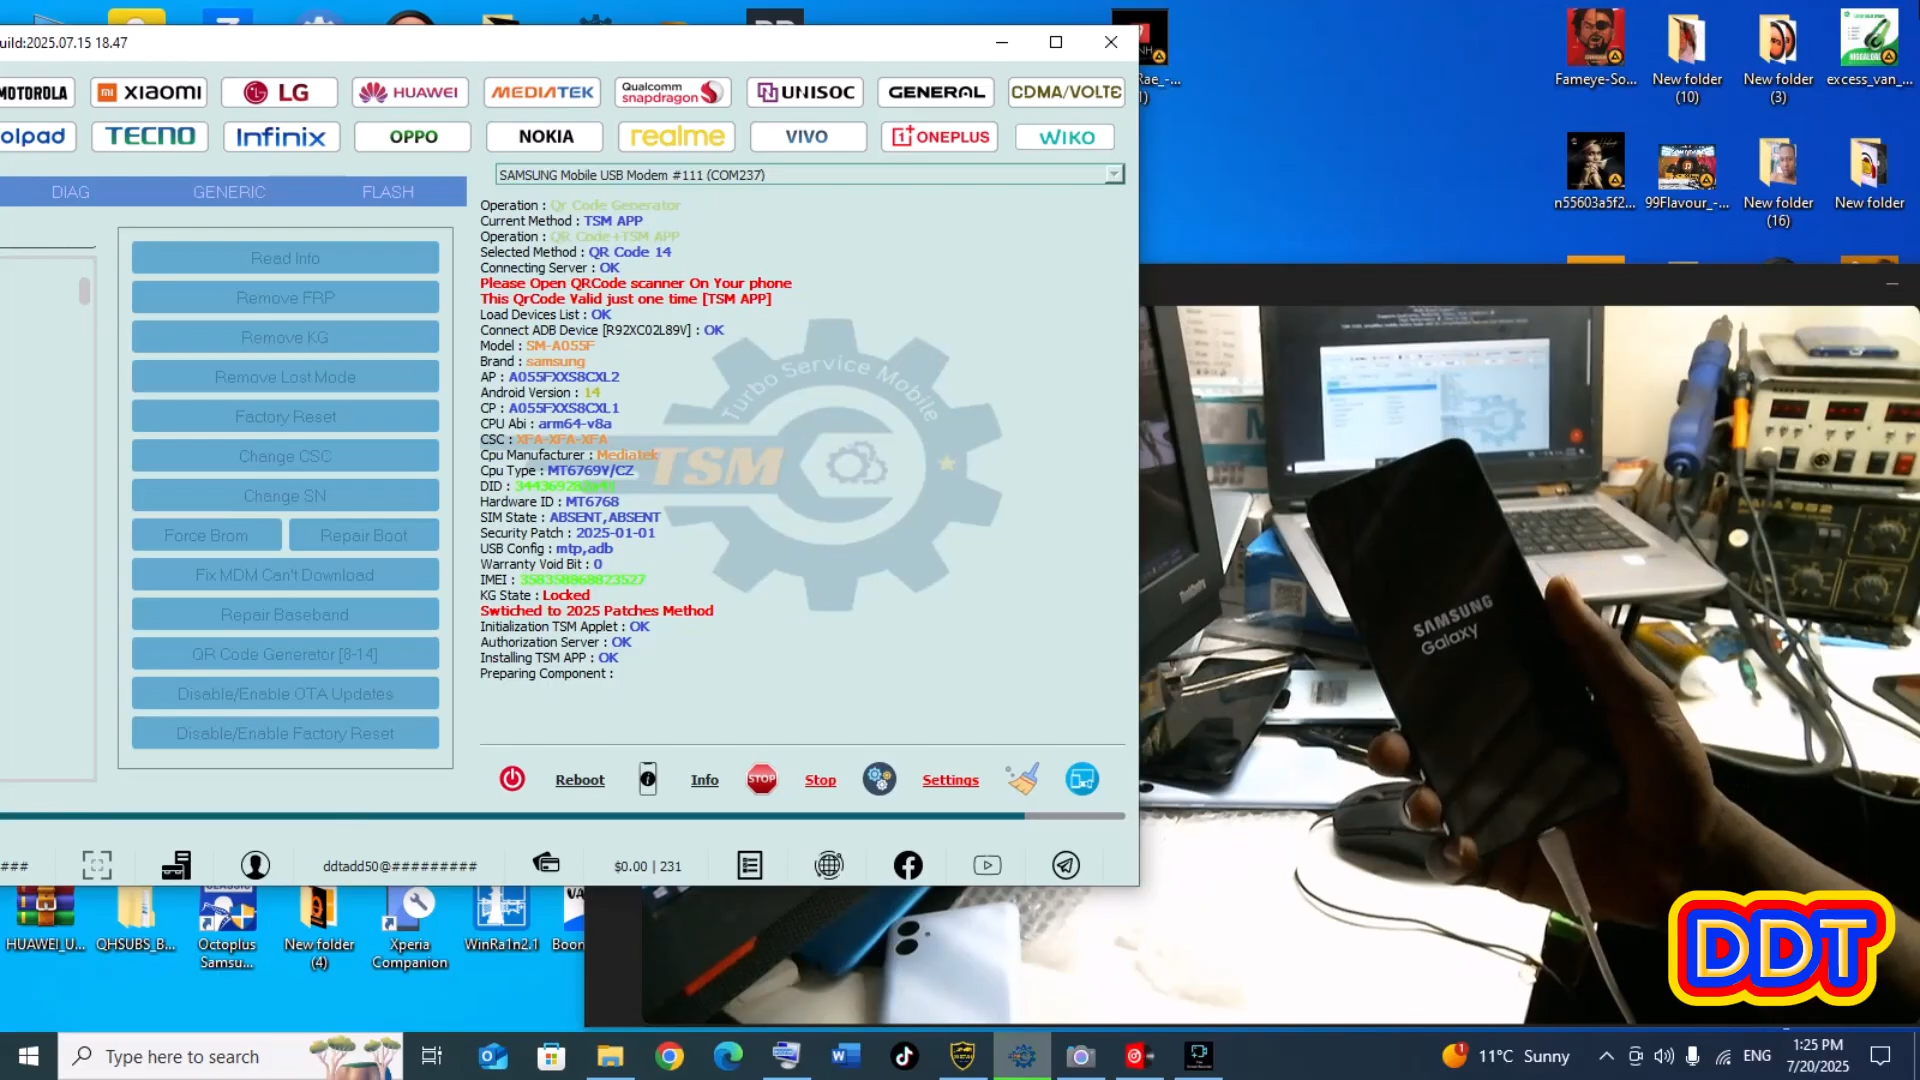 uild:2025.07.15 18.47
MOTOROLA
xiaomi
LG
HUAWEI
MEDIATEK
Qualcomm snapdragon
UNISOC
GENERAL
CDMA/VOLTE
olpad
TECNO
Infinix
OPPO
NOKIA
realme
VIVO
ONEPLUS
WIKO
DIAG
GENERIC
FLASH
SAMSUNG Mobile USB Modem #111 (COM237)
Read Info
Remove FRP
Remove KG
Remove Lost Mode
Factory Reset
Change CSC
Change SN
Force Brom
Repair Boot
Fix MDM Can't Download
Repair Baseband
QR Code Generator [8-14]
Disable/Enable OTA Updates
Disable/Enable Factory Reset
Operation : Qr Code Generator
Current Method : TSM APP
Operation : QR Code+TSM APP
Selected Method : QR Code 14
Connecting Server : OK
Please Open QRCode scanner On Your phone
This QrCode Valid just one time [TSM APP]
Load Devices List : OK
Connect ADB Device [R92XC02L89V] : OK
Model : SM-A055F
Brand : samsung
AP : A055FXXS8CXL2
Android Version : 14
CP : A055FXXS8CXL1
CPU Abi : arm64-v8a
CSC : XFA-XFA-XFA
Cpu Manufacturer : Mediatek
Cpu Type : MT6769V/CZ
DID :
Hardware ID : MT6768
SIM State : ABSENT,ABSENT
Security Patch : 2025-01-01
USB Config : mtp,adb
Warranty Void Bit : 0
IMEI : 358358868823527
KG State : Locked
Swtiched to 2025 Patches Method
Initialization TSM Applet : OK
Authorization Server : OK
Installing TSM APP : OK
Preparing Component :
Turbo Service Mobile
TSM
Reboot
Info
STOP
Stop
Settings
###
ddtadd50@#########
$0.00 | 231
Fameye-So...
New folder (10)
New folder (3)
excess_van_...
n55603a5f2...
99Flavour_-...
New folder (16)
New folder
Rae_-...
1)
SAMSUNG
Galaxy
HUAWEI_U...
QHSUBS_B...
Octoplus Samsu...
New folder (4)
Xperia Companion
WinRa1n2.1
Boon
DDT
Type here to search
11°C Sunny
ENG
1:25 PM
7/20/2025